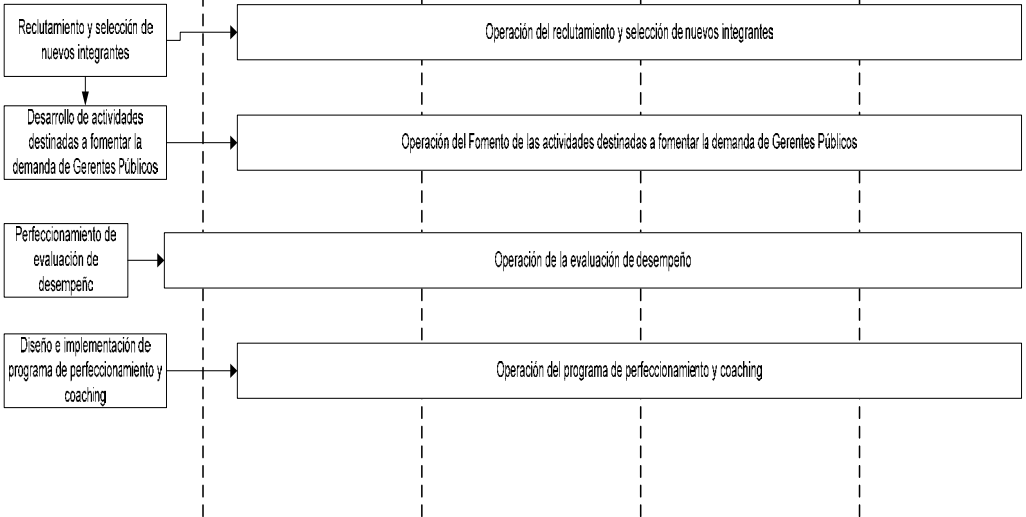 Reclutamiento y selección de
nuevos integrantes
Operación del reclutamiento y selección de nuevos integrantes
Desarrollo de actividades
destinadas a fomentar la
demanda de Gerentes Públicos
Operación del Fomento de las actividades destinadas a fomentar la demanda de Gerentes Públicos
Perfeccionamiento de
evaluación de
desempeño
Operación de la evaluación de desempeño
Diseño e implementación de
programa de perfeccionamiento y
coaching
Operación del programa de perfeccionamiento y coaching